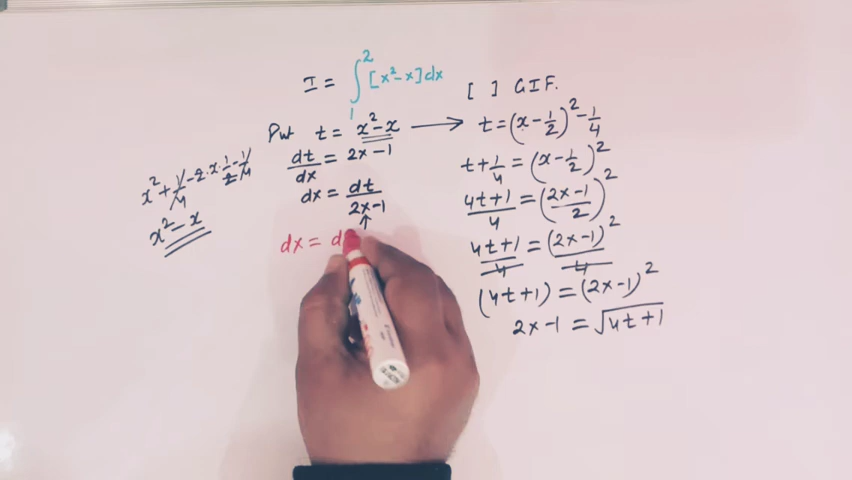 I = ∫₁² [x²-x]dx
[ ] GIF.
Put t = x²-x ⟶ t = (x-1/2)² - 1/4
dt/dx = 2x-1
dx = dt/2x-1
dx = d
t+1/4 = (x-1/2)²
4t+1/4 = (2x-1/2)²
4t+1/4 = (2x-1)²/4
(4t+1) = (2x-1)²
2x-1 = √4t+1
x²+1/4-2·x·1/2-1/4
x²-x